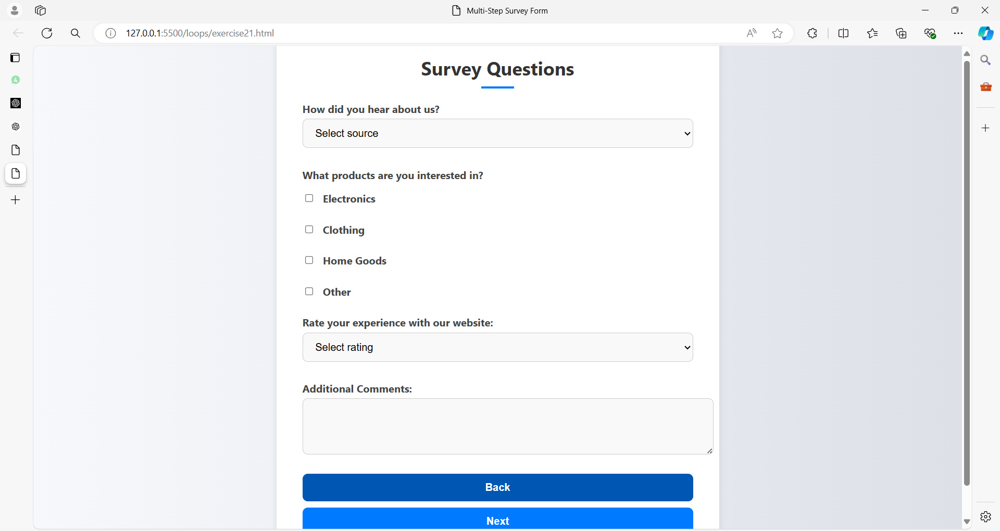 Multi-Step Survey Form
127.0.0.1:5500/loops/exercise21.html
Survey Questions
How did you hear about us?
Select source
What products are you interested in?
Electronics
Clothing
Home Goods
Other
Rate your experience with our website:
Select rating
Additional Comments:
Back
Next